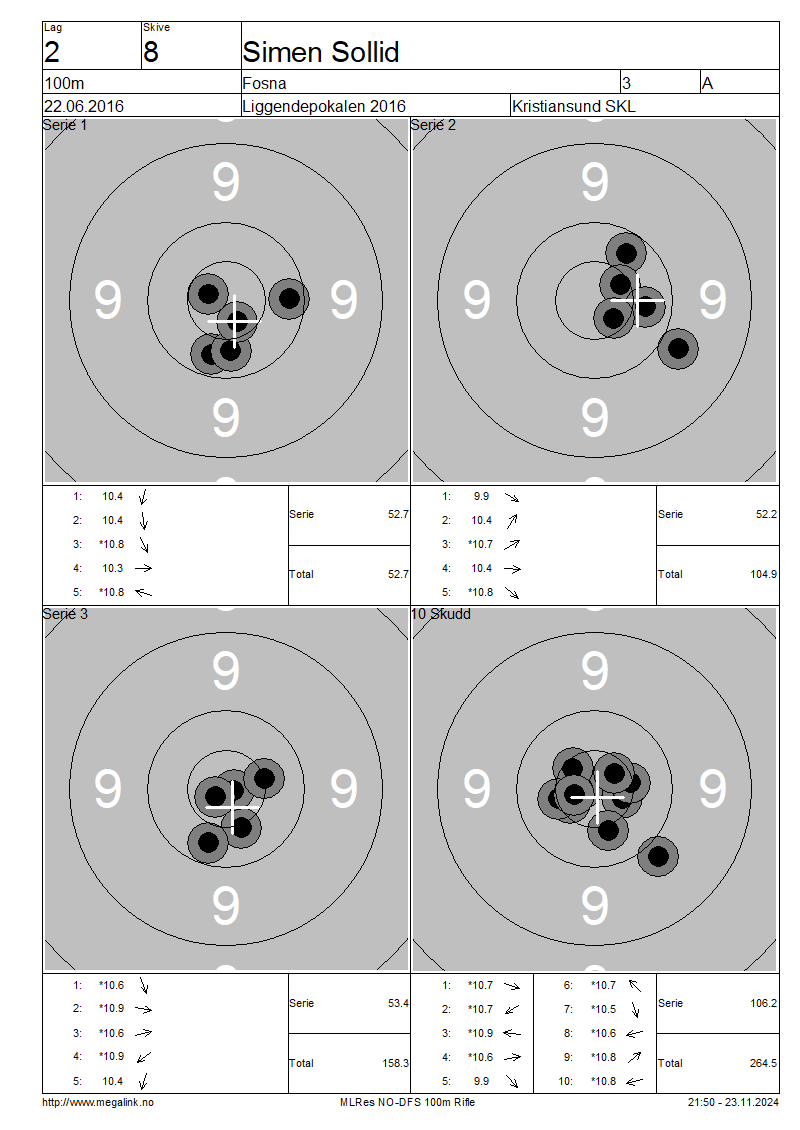 Lag Skive
2 8 Simen Sollid
100m Fosna 3 A
22.06.2016 Liggendepokalen 2016 Kristiansund SKL
Serie 1
9
9 9
9
1: 10.4
2: 10.4
3: *10.8
4: 10.3
5: *10.8
Serie 52.7
Total 52.7
Serie 2
9
9 9
9
1: 9.9
2: 10.4
3: *10.7
4: 10.4
5: *10.8
Serie 52.2
Total 104.9
Serie 3
9
9 9
9
1: *10.6
2: *10.9
3: *10.6
4: *10.9
5: 10.4
Serie 53.4
Total 158.3
10 Skudd
9
9 9
9
1: *10.7
2: *10.7
3: *10.9
4: *10.6
5: 9.9
6: *10.7
7: *10.5
8: *10.6
9: *10.8
10: *10.8
Serie 106.2
Total 264.5
http://www.megalink.no MLRes NO-DFS 100m Rifle 21:50 - 23.11.2024